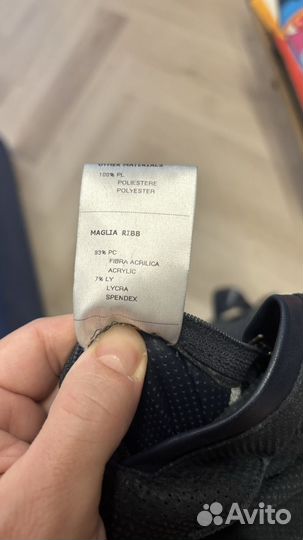 OTHER MATERIALS
100% PL
POLIESTERE
POLYESTER
MAGLIA RIBB
93% PC
FIBRA ACRILICA
ACRYLIC
7% LY
LYCRA
SPENDEX
Avito